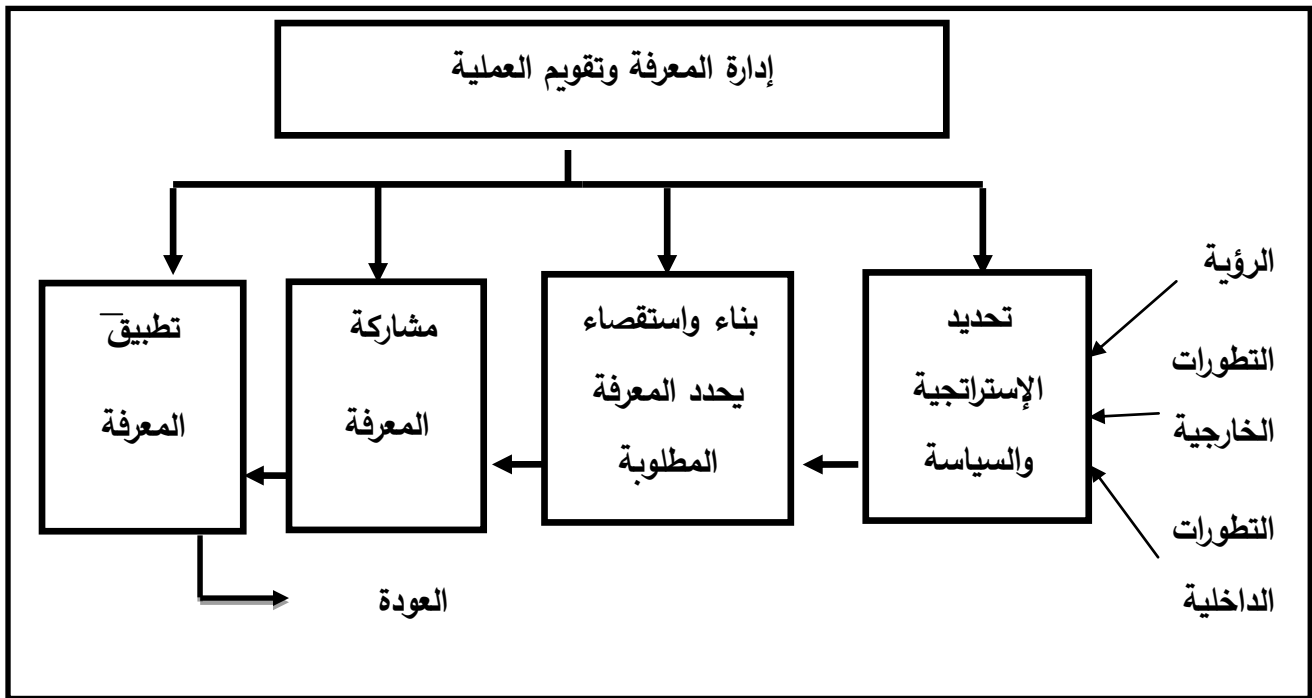 إدارة المعرفة وتقويم العملية
الرؤية
التطورات
الخارجية
التطورات
الداخلية
تحديد
الإستراتجية
والسياسة
بناء واستقصاء
يحدد المعرفة
المطلوبة
مشاركة
المعرفة
تطبيق
المعرفة
العودة